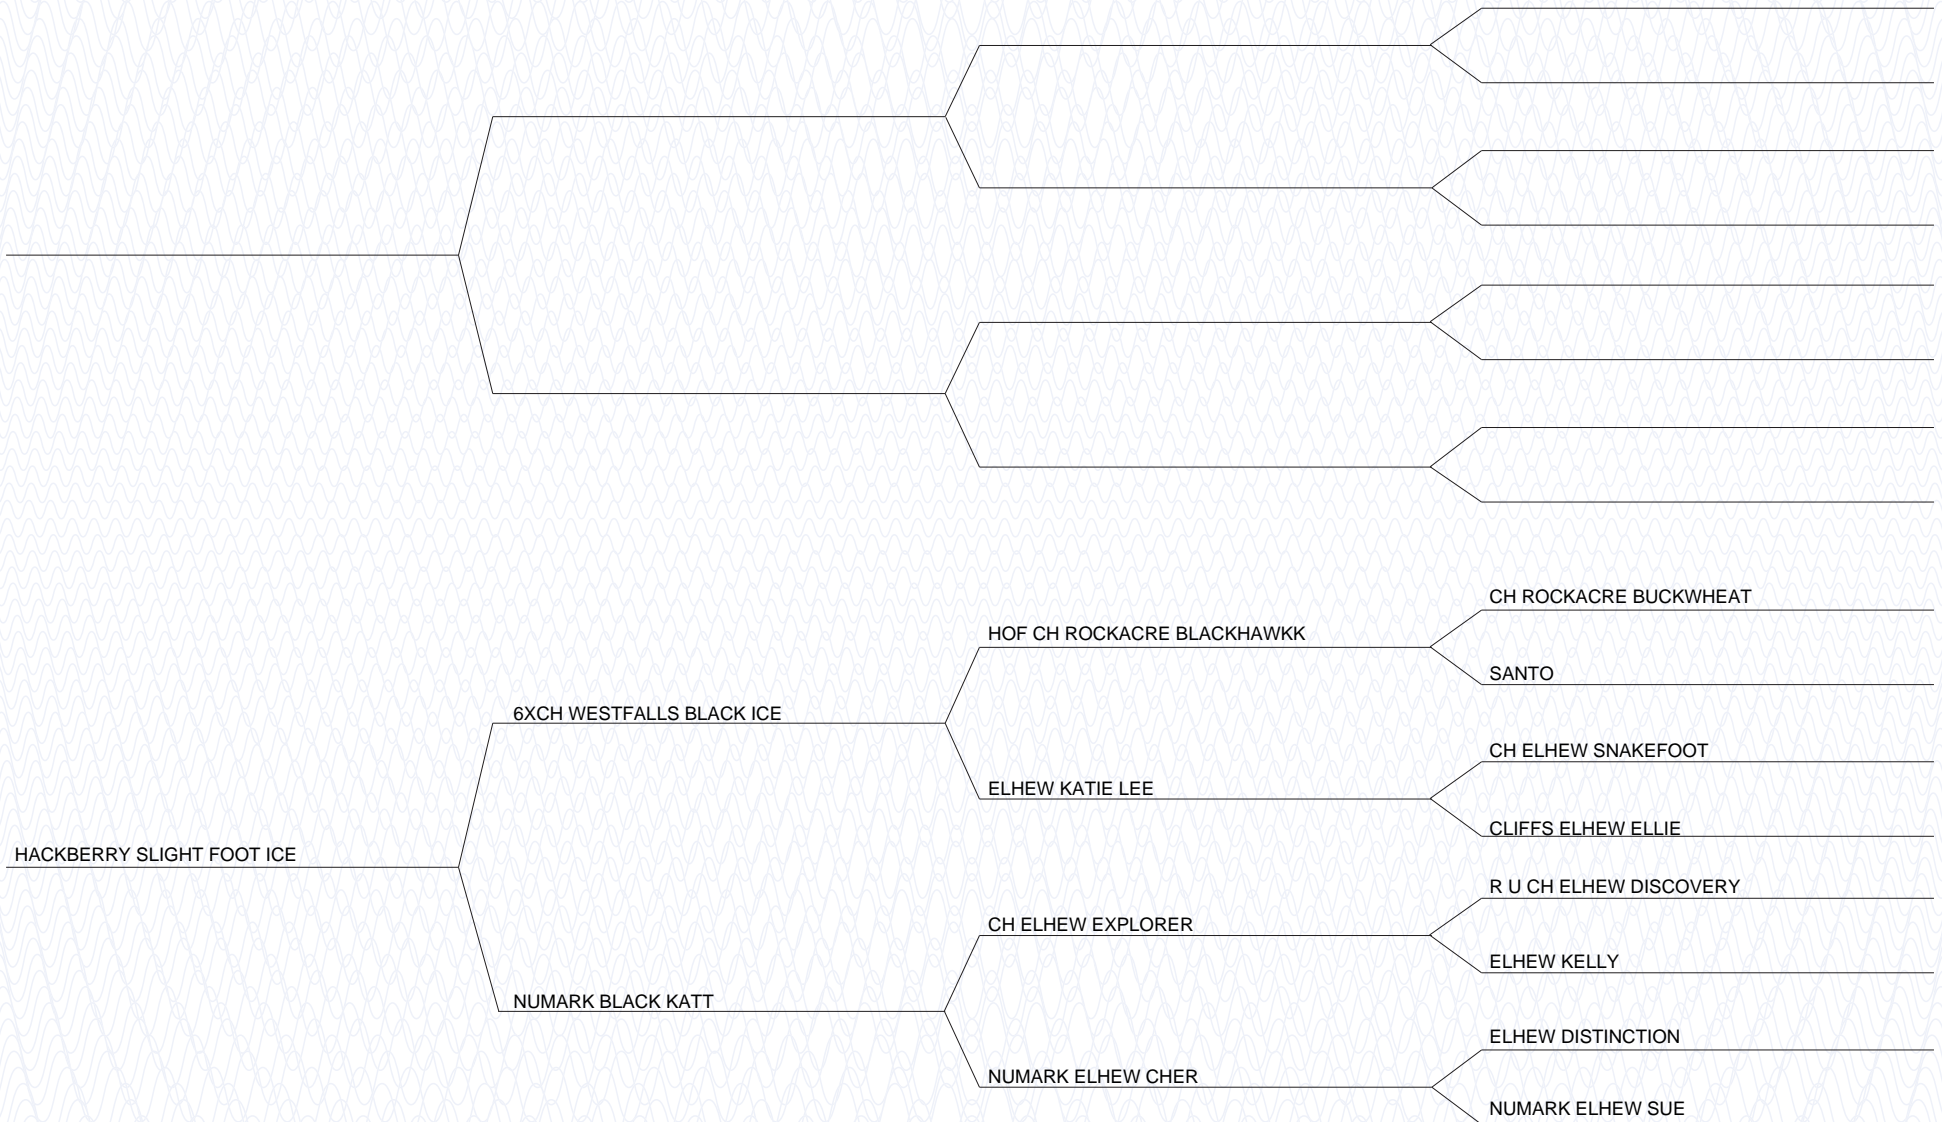 CH ROCKACRE BUCKWHEAT
HOF CH ROCKACRE BLACKHAWKK
SANTO
6XCH WESTFALLS BLACK ICE
CH ELHEW SNAKEFOOT
ELHEW KATIE LEE
CLIFFS ELHEW ELLIE
HACKBERRY SLIGHT FOOT ICE
R U CH ELHEW DISCOVERY
CH ELHEW EXPLORER
ELHEW KELLY
NUMARK BLACK KATT
ELHEW DISTINCTION
NUMARK ELHEW CHER
NUMARK ELHEW SUE